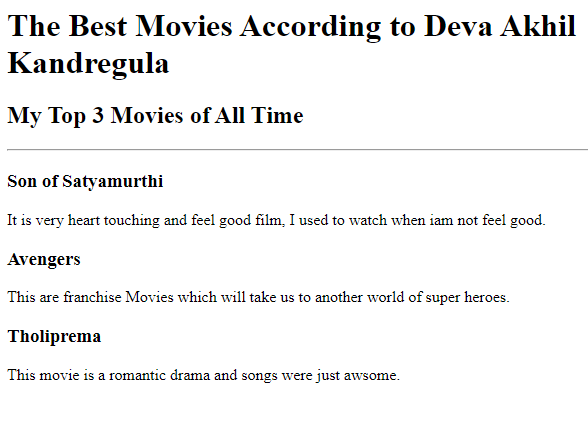 The Best Movies According to Deva Akhil
Kandregula
My Top 3 Movies of All Time
Son of Satyamurthi
It is very heart touching and feel good film, I used to watch when iam not feel good.
Avengers
This are franchise Movies which will take us to another world of super heroes.
Tholiprema
This movie is a romantic drama and songs were just awsome.